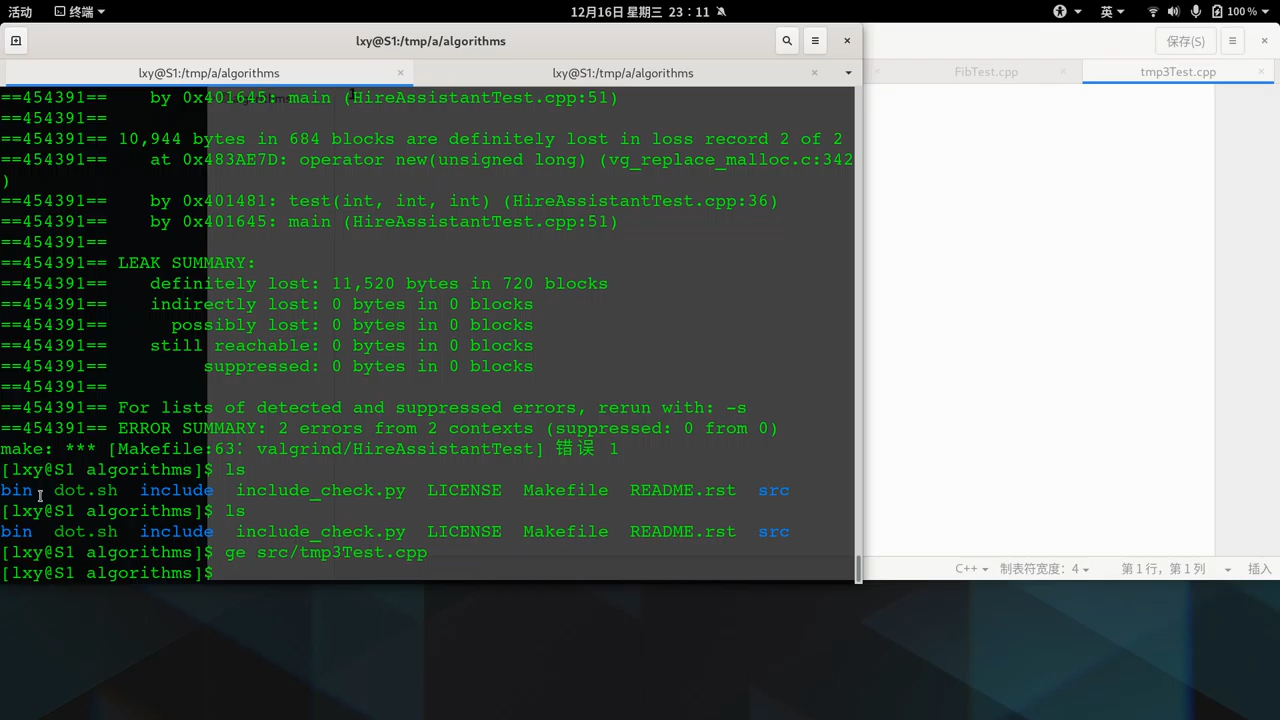 活动 终端 12月16日 星期三 23：11 英 100 %
lxy@S1:/tmp/a/algorithms
保存(S)
lxy@S1:/tmp/a/algorithms lxy@S1:/tmp/a/algorithms FibTest.cpp tmp3Test.cpp
==454391==    by 0x401645: main (HireAssistantTest.cpp:51)
==454391==
==454391== 10,944 bytes in 684 blocks are definitely lost in loss record 2 of 2
==454391==    at 0x483AE7D: operator new(unsigned long) (vg_replace_malloc.c:342
)
==454391==    by 0x401481: test(int, int, int) (HireAssistantTest.cpp:36)
==454391==    by 0x401645: main (HireAssistantTest.cpp:51)
==454391==
==454391== LEAK SUMMARY:
==454391==    definitely lost: 11,520 bytes in 720 blocks
==454391==    indirectly lost: 0 bytes in 0 blocks
==454391==      possibly lost: 0 bytes in 0 blocks
==454391==    still reachable: 0 bytes in 0 blocks
==454391==         suppressed: 0 bytes in 0 blocks
==454391==
==454391== For lists of detected and suppressed errors, rerun with: -s
==454391== ERROR SUMMARY: 2 errors from 2 contexts (suppressed: 0 from 0)
make: *** [Makefile:63：valgrind/HireAssistantTest] 错误 1
[lxy@S1 algorithms]$ ls
bin  dot.sh  include  include_check.py  LICENSE  Makefile  README.rst  src
[lxy@S1 algorithms]$ ls
bin  dot.sh  include  include_check.py  LICENSE  Makefile  README.rst  src
[lxy@S1 algorithms]$ ge src/tmp3Test.cpp
[lxy@S1 algorithms]$
C++ 制表符宽度：4 第 1 行，第 1 列 插入